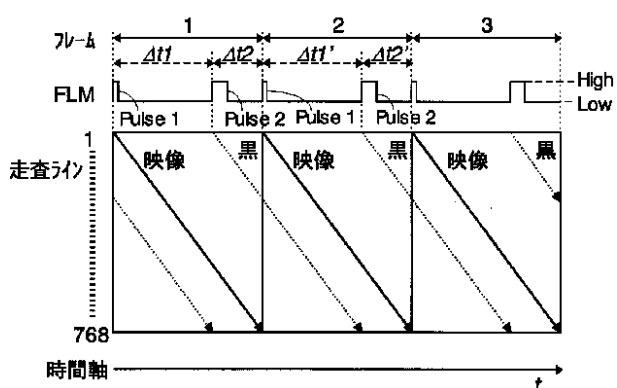 フレーム 1 2 3
Δt1 Δt2 Δt1' Δt2'
FLM High
Low
Pulse 1 Pulse 2 Pulse 1 Pulse 2
1
走査ライン 映像 黒 映像 黒 映像 黒
768
時間軸 t